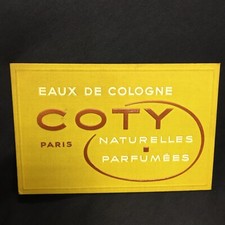 EAUX DE COLOGNE
COTY
PARIS
NATURELLES
PARFUMÉES